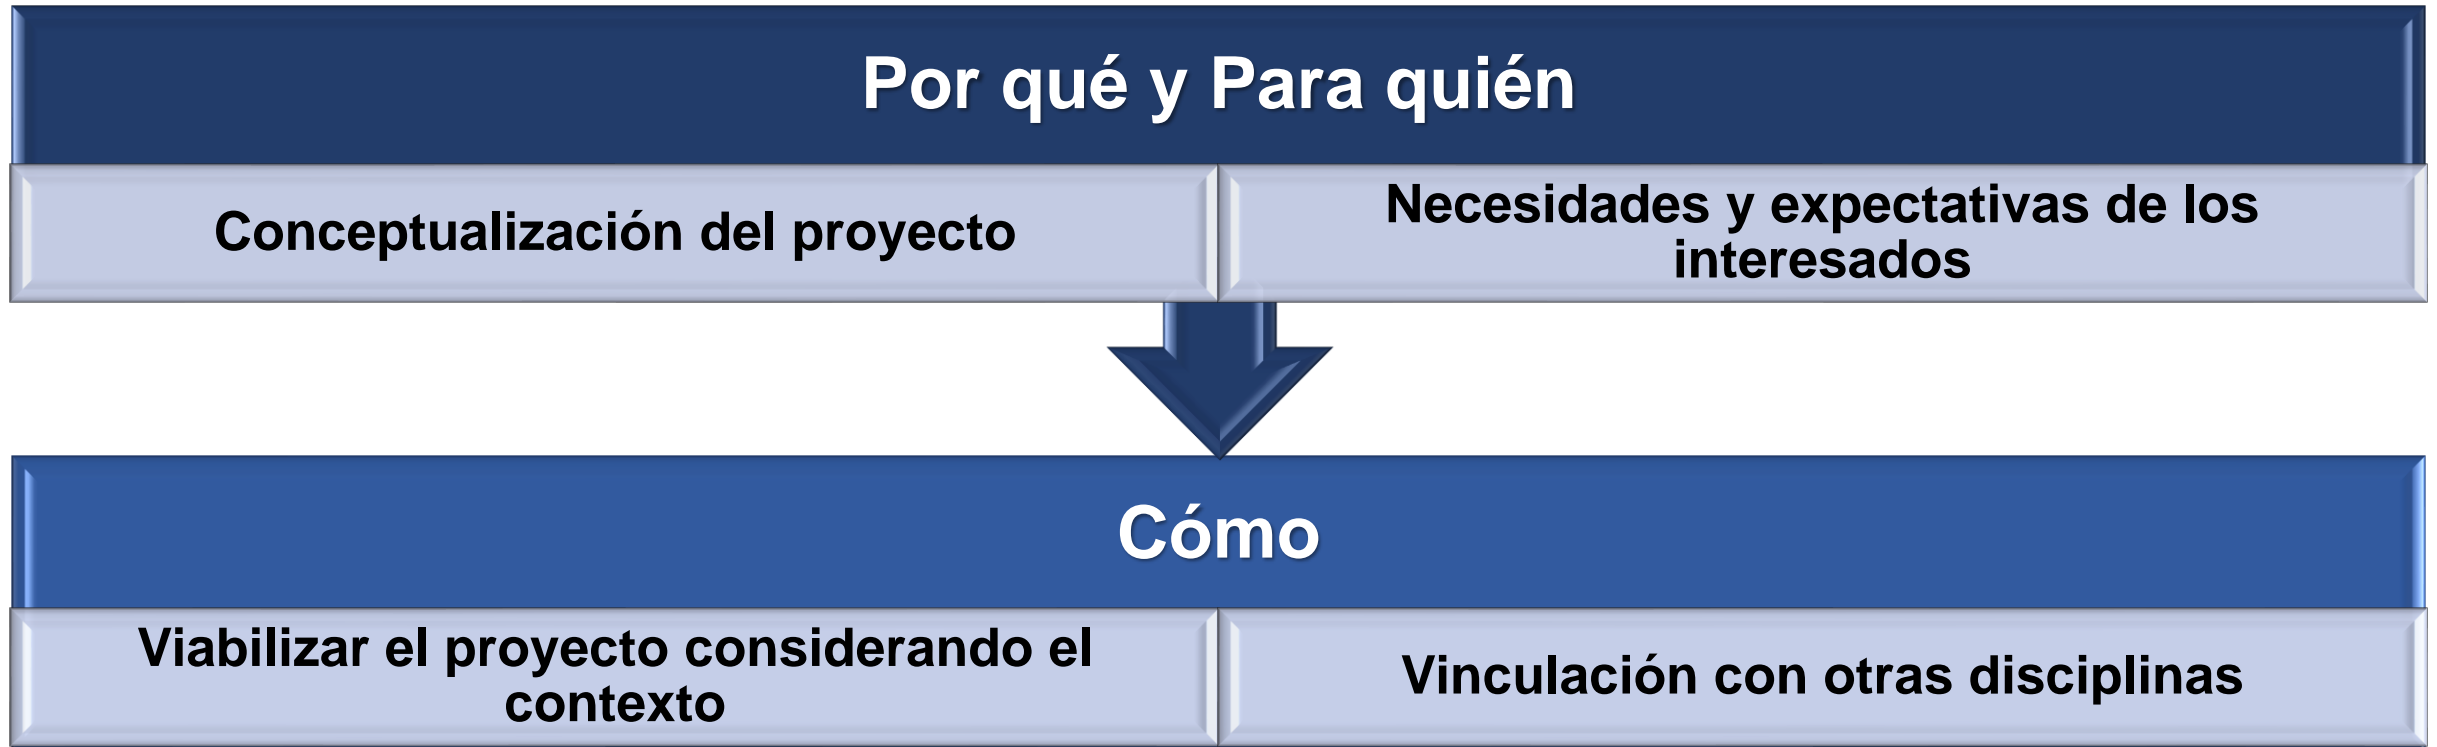 Por qué y Para quién
Conceptualización del proyecto
Necesidades y expectativas de los
interesados
Cómo
Viabilizar el proyecto considerando el
contexto
Vinculación con otras disciplinas